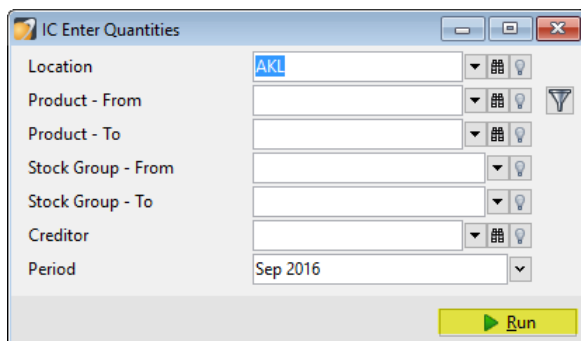 IC Enter Quantities
Location AKL
Product - From
Product - To
Stock Group - From
Stock Group - To
Creditor
Period Sep 2016
Run